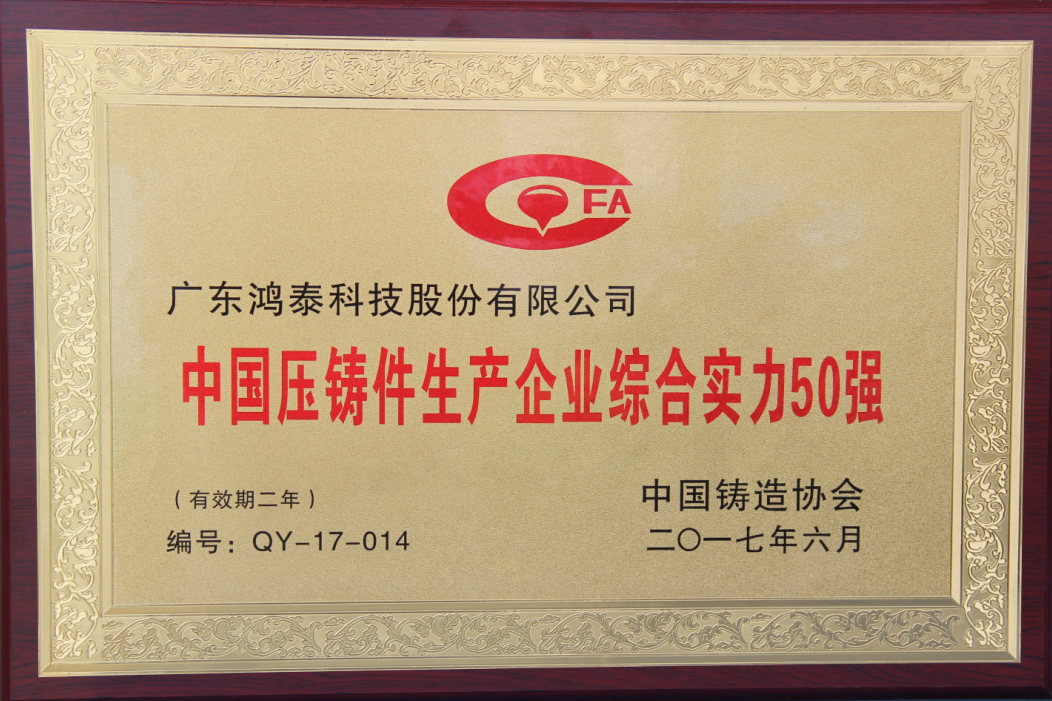 CFA
广东鸿泰科技股份有限公司
中国压铸件生产企业综合实力50强
（有效期二年）
编号：QY-17-014
中国铸造协会
二〇一七年六月